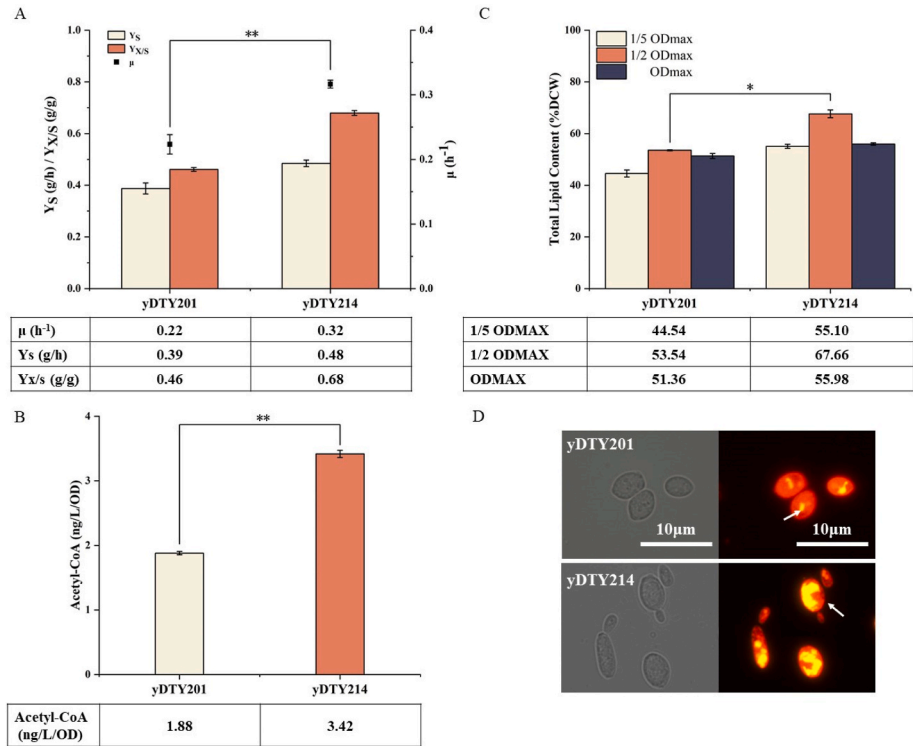 A
Ys
YX/S
μ
**
1.0
0.8
0.6
0.4
0.2
0.0
YS (g/h) / YX/S (g/g)
0.4
0.3
0.2
0.1
0.0
μ (h-1)
yDTY201 yDTY214
μ (h-1) 0.22 0.32
Ys (g/h) 0.39 0.48
Yx/s (g/g) 0.46 0.68
B
**
4
3
2
1
0
Acetyl-CoA (ng/L/OD)
yDTY201 yDTY214
Acetyl-CoA
(ng/L/OD)
1.88 3.42
C
1/5 ODmax
1/2 ODmax
ODmax
*
100
80
60
40
20
0
Total Lipid Content (%DCW)
yDTY201 yDTY214
1/5 ODMAX 44.54 55.10
1/2 ODMAX 53.54 67.66
ODMAX 51.36 55.98
D
yDTY201
10μm 10μm
yDTY214